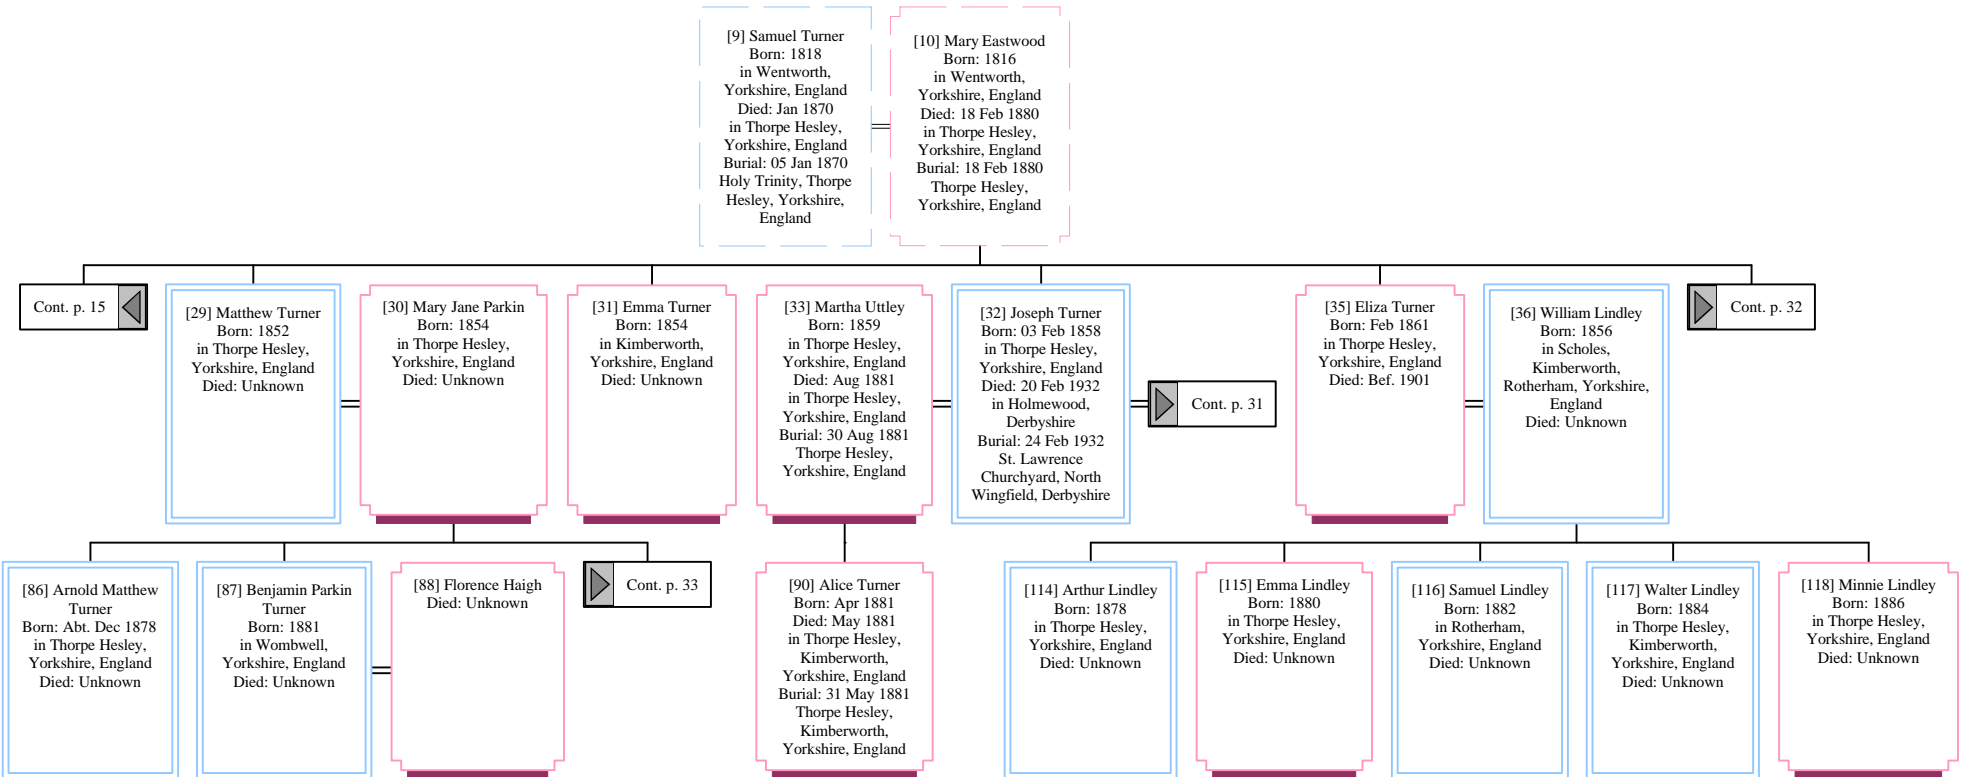 [9] Samuel Turner
Born: 1818
in Wentworth,
Yorkshire, England
Died: Jan 1870
in Thorpe Hesley,
Yorkshire, England
Burial: 05 Jan 1870
Holy Trinity, Thorpe
Hesley, Yorkshire,
England
[10] Mary Eastwood
Born: 1816
in Wentworth,
Yorkshire, England
Died: 18 Feb 1880
in Thorpe Hesley,
Yorkshire, England
Burial: 18 Feb 1880
Thorpe Hesley,
Yorkshire, England
Cont. p. 15
[29] Matthew Turner
Born: 1852
in Thorpe Hesley,
Yorkshire, England
Died: Unknown
[30] Mary Jane Parkin
Born: 1854
in Thorpe Hesley,
Yorkshire, England
Died: Unknown
[31] Emma Turner
Born: 1854
in Kimberworth,
Yorkshire, England
Died: Unknown
[33] Martha Uttley
Born: 1859
in Thorpe Hesley,
Yorkshire, England
Died: Aug 1881
in Thorpe Hesley,
Yorkshire, England
Burial: 30 Aug 1881
Thorpe Hesley,
Yorkshire, England
[32] Joseph Turner
Born: 03 Feb 1858
in Thorpe Hesley,
Yorkshire, England
Died: 20 Feb 1932
in Holmewood,
Derbyshire
Burial: 24 Feb 1932
St. Lawrence
Churchyard, North
Wingfield, Derbyshire
Cont. p. 31
[35] Eliza Turner
Born: Feb 1861
in Thorpe Hesley,
Yorkshire, England
Died: Bef. 1901
[36] William Lindley
Born: 1856
in Scholes,
Kimberworth,
Rotherham, Yorkshire,
England
Died: Unknown
Cont. p. 32
[86] Arnold Matthew
Turner
Born: Abt. Dec 1878
in Thorpe Hesley,
Yorkshire, England
Died: Unknown
[87] Benjamin Parkin
Turner
Born: 1881
in Wombwell,
Yorkshire, England
Died: Unknown
[88] Florence Haigh
Died: Unknown
Cont. p. 33
[90] Alice Turner
Born: Apr 1881
Died: May 1881
in Thorpe Hesley,
Kimberworth,
Yorkshire, England
Burial: 31 May 1881
Thorpe Hesley,
Kimberworth,
Yorkshire, England
[114] Arthur Lindley
Born: 1878
in Thorpe Hesley,
Yorkshire, England
Died: Unknown
[115] Emma Lindley
Born: 1880
in Thorpe Hesley,
Yorkshire, England
Died: Unknown
[116] Samuel Lindley
Born: 1882
in Rotherham,
Yorkshire, England
Died: Unknown
[117] Walter Lindley
Born: 1884
in Thorpe Hesley,
Kimberworth,
Yorkshire, England
Died: Unknown
[118] Minnie Lindley
Born: 1886
in Thorpe Hesley,
Yorkshire, England
Died: Unknown